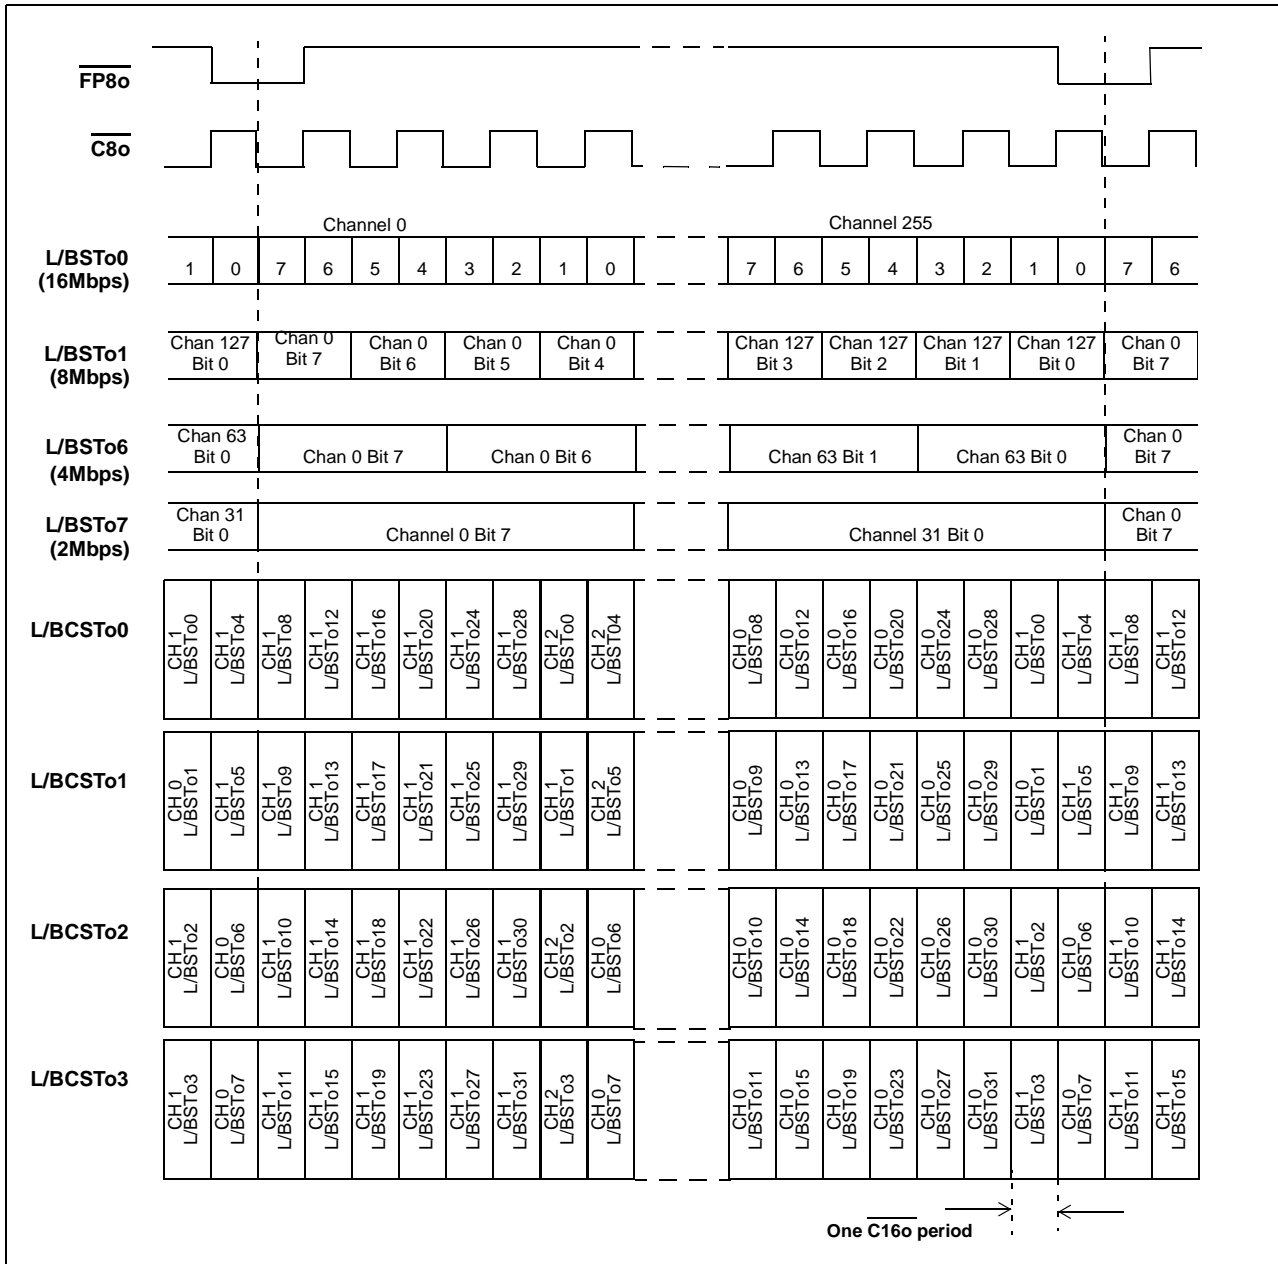 FP8o
C8o
Channel 0 Channel 255
L/BSTo0
(16Mbps)
1 0 7 6 5 4 3 2 1 0 7 6 5 4 3 2 1 0 7 6
L/BSTo1
(8Mbps)
Chan 127 Bit 0
Chan 0 Bit 7
Chan 0 Bit 6
Chan 0 Bit 5
Chan 0 Bit 4
Chan 127 Bit 3
Chan 127 Bit 2
Chan 127 Bit 1
Chan 127 Bit 0
Chan 0 Bit 7
L/BSTo6
(4Mbps)
Chan 63 Bit 0
Chan 0 Bit 7
Chan 0 Bit 6
Chan 63 Bit 1
Chan 63 Bit 0
Chan 0 Bit 7
L/BSTo7
(2Mbps)
Chan 31 Bit 0
Channel 0 Bit 7
Channel 31 Bit 0
Chan 0 Bit 7
L/BCSTo0
CH 1 L/BSTo0
CH 1 L/BSTo4
CH 1 L/BSTo8
CH 1 L/BSTo12
CH 1 L/BSTo16
CH 1 L/BSTo20
CH 1 L/BSTo24
CH 1 L/BSTo28
CH 2 L/BSTo0
CH 2 L/BSTo4
CH 0 L/BSTo8
CH 0 L/BSTo12
CH 0 L/BSTo16
CH 0 L/BSTo20
CH 0 L/BSTo24
CH 0 L/BSTo28
CH 1 L/BSTo0
CH 1 L/BSTo4
CH 1 L/BSTo8
CH 1 L/BSTo12
L/BCSTo1
CH 0 L/BSTo1
CH 1 L/BSTo5
CH 1 L/BSTo9
CH 1 L/BSTo13
CH 1 L/BSTo17
CH 1 L/BSTo21
CH 1 L/BSTo25
CH 1 L/BSTo29
CH 1 L/BSTo1
CH 2 L/BSTo5
CH 0 L/BSTo9
CH 0 L/BSTo13
CH 0 L/BSTo17
CH 0 L/BSTo21
CH 0 L/BSTo25
CH 0 L/BSTo29
CH 0 L/BSTo1
CH 1 L/BSTo5
CH 1 L/BSTo9
CH 1 L/BSTo13
L/BCSTo2
CH 1 L/BSTo2
CH 0 L/BSTo6
CH 1 L/BSTo10
CH 1 L/BSTo14
CH 1 L/BSTo18
CH 1 L/BSTo22
CH 1 L/BSTo26
CH 1 L/BSTo30
CH 2 L/BSTo2
CH 0 L/BSTo6
CH 0 L/BSTo10
CH 0 L/BSTo14
CH 0 L/BSTo18
CH 0 L/BSTo22
CH 0 L/BSTo26
CH 0 L/BSTo30
CH 1 L/BSTo2
CH 0 L/BSTo6
CH 1 L/BSTo10
CH 1 L/BSTo14
L/BCSTo3
CH 1 L/BSTo3
CH 0 L/BSTo7
CH 1 L/BSTo11
CH 1 L/BSTo15
CH 1 L/BSTo19
CH 1 L/BSTo23
CH 1 L/BSTo27
CH 1 L/BSTo31
CH 2 L/BSTo3
CH 0 L/BSTo7
CH 0 L/BSTo11
CH 0 L/BSTo15
CH 0 L/BSTo19
CH 0 L/BSTo23
CH 0 L/BSTo27
CH 0 L/BSTo31
CH 1 L/BSTo3
CH 0 L/BSTo7
CH 1 L/BSTo11
CH 1 L/BSTo15
One C16o period